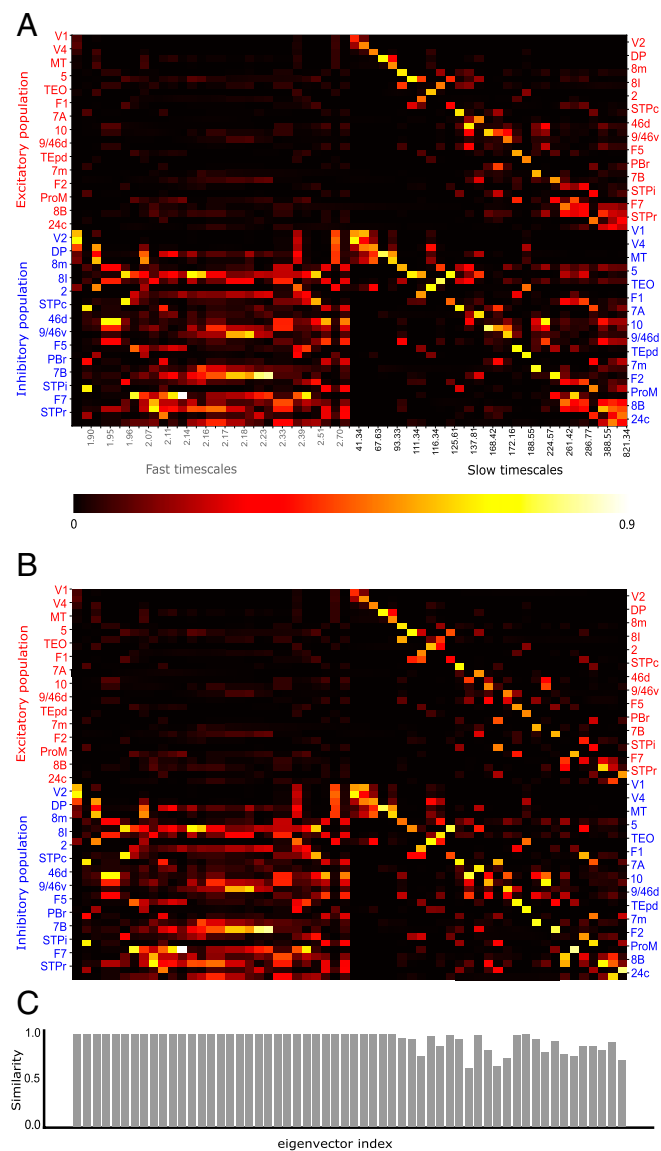 A
V1
V4
MT
5
TEO
F1
7A
10
9/46d
TEpd
7m
F2
ProM
8B
24c
Excitatory population
V2
DP
8m
8l
2
STPc
46d
9/46v
F5
PBr
7B
STPi
F7
STPr
Inhibitory population
V2
DP
8m
8l
2
STPc
46d
9/46v
F5
PBr
7B
STPi
F7
STPr
V1
V4
MT
5
TEO
F1
7A
10
9/46d
TEpd
7m
F2
ProM
8B
24c
1.90 1.95 1.96 2.07 2.11 2.14 2.16 2.17 2.18 2.23 2.33 2.39 2.51 2.70 41.34 67.63 93.33 111.34 116.34 125.61 137.81 168.42 172.16 188.55 224.57 261.42 286.77 388.55 821.34
Fast timescales Slow timescales
0 0.9
B
V1
V4
MT
5
TEO
F1
7A
10
9/46d
TEpd
7m
F2
ProM
8B
24c
Excitatory population
V2
DP
8m
8l
2
STPc
46d
9/46v
F5
PBr
7B
STPi
F7
STPr
Inhibitory population
V2
DP
8m
8l
2
STPc
46d
9/46v
F5
PBr
7B
STPi
F7
STPr
V1
V4
MT
5
TEO
F1
7A
10
9/46d
TEpd
7m
F2
ProM
8B
24c
C
1.0
0.5
0.0
Similarity
eigenvector index